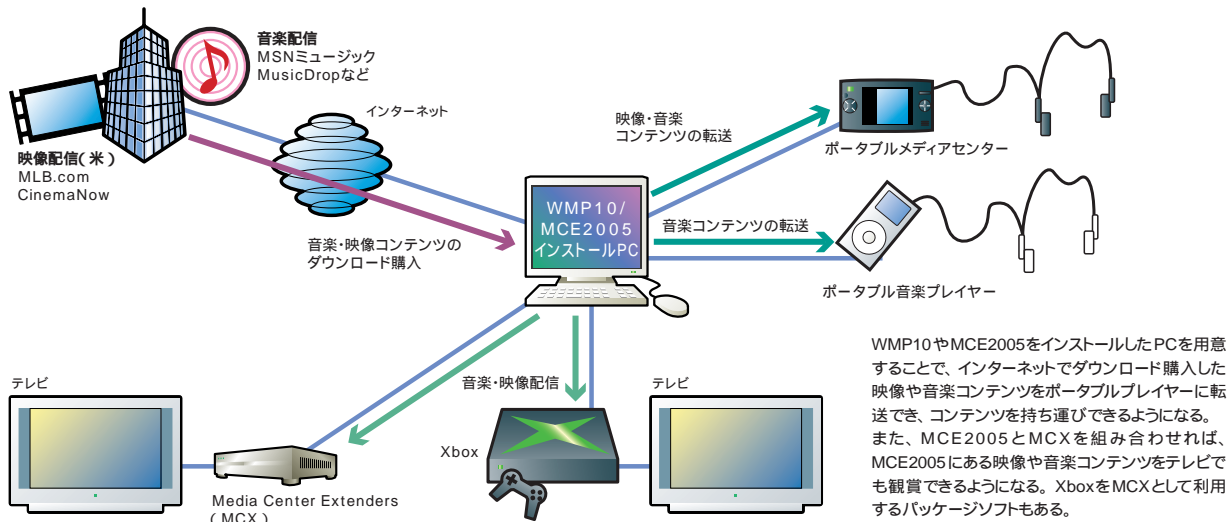 音楽配信
MSNミュージック
MusicDropなど
映像配信(米)
MLB.com
CinemaNow
インターネット
音楽・映像コンテンツの
ダウンロード購入
WMP10/
MCE2005
インストールPC
映像・音楽
コンテンツの転送
ポータブルメディアセンター
音楽コンテンツの転送
ポータブル音楽プレイヤー
テレビ
Media Center Extenders
(MCX)
音楽・映像配信
Xbox
テレビ
WMP10やMCE2005をインストールしたPCを用意
することで、インターネットでダウンロード購入した
映像や音楽コンテンツをポータブルプレイヤーに転
送でき、コンテンツを持ち運びできるようになる。
また、MCE2005とMCXを組み合わせれば、
MCE2005にある映像や音楽コンテンツをテレビで
も観賞できるようになる。XboxをMCXとして利用
するパッケージソフトもある。